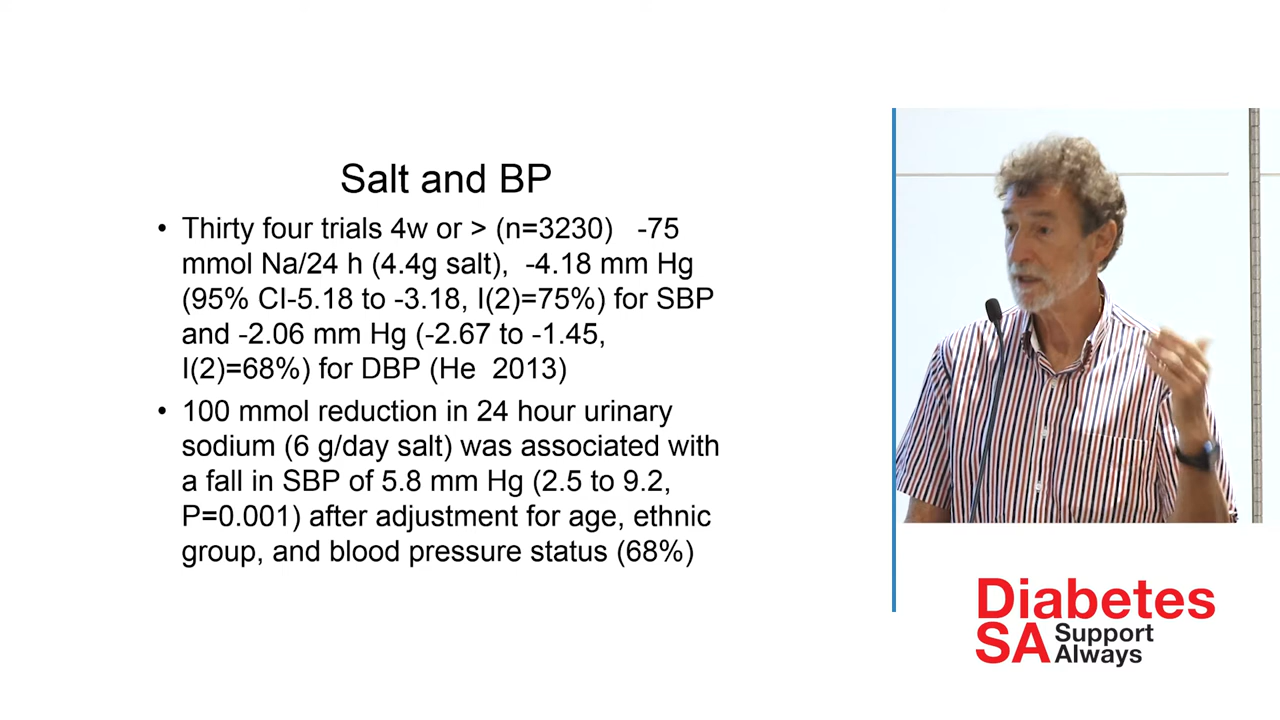 Salt and BP
• Thirty four trials 4w or > (n=3230) -75
mmol Na/24 h (4.4g salt), -4.18 mm Hg
(95% CI-5.18 to -3.18, I(2)=75%) for SBP
and -2.06 mm Hg (-2.67 to -1.45,
I(2)=68%) for DBP (He 2013)
• 100 mmol reduction in 24 hour urinary
sodium (6 g/day salt) was associated with
a fall in SBP of 5.8 mm Hg (2.5 to 9.2,
P=0.001) after adjustment for age, ethnic
group, and blood pressure status (68%)
Diabetes
SA Support
Always